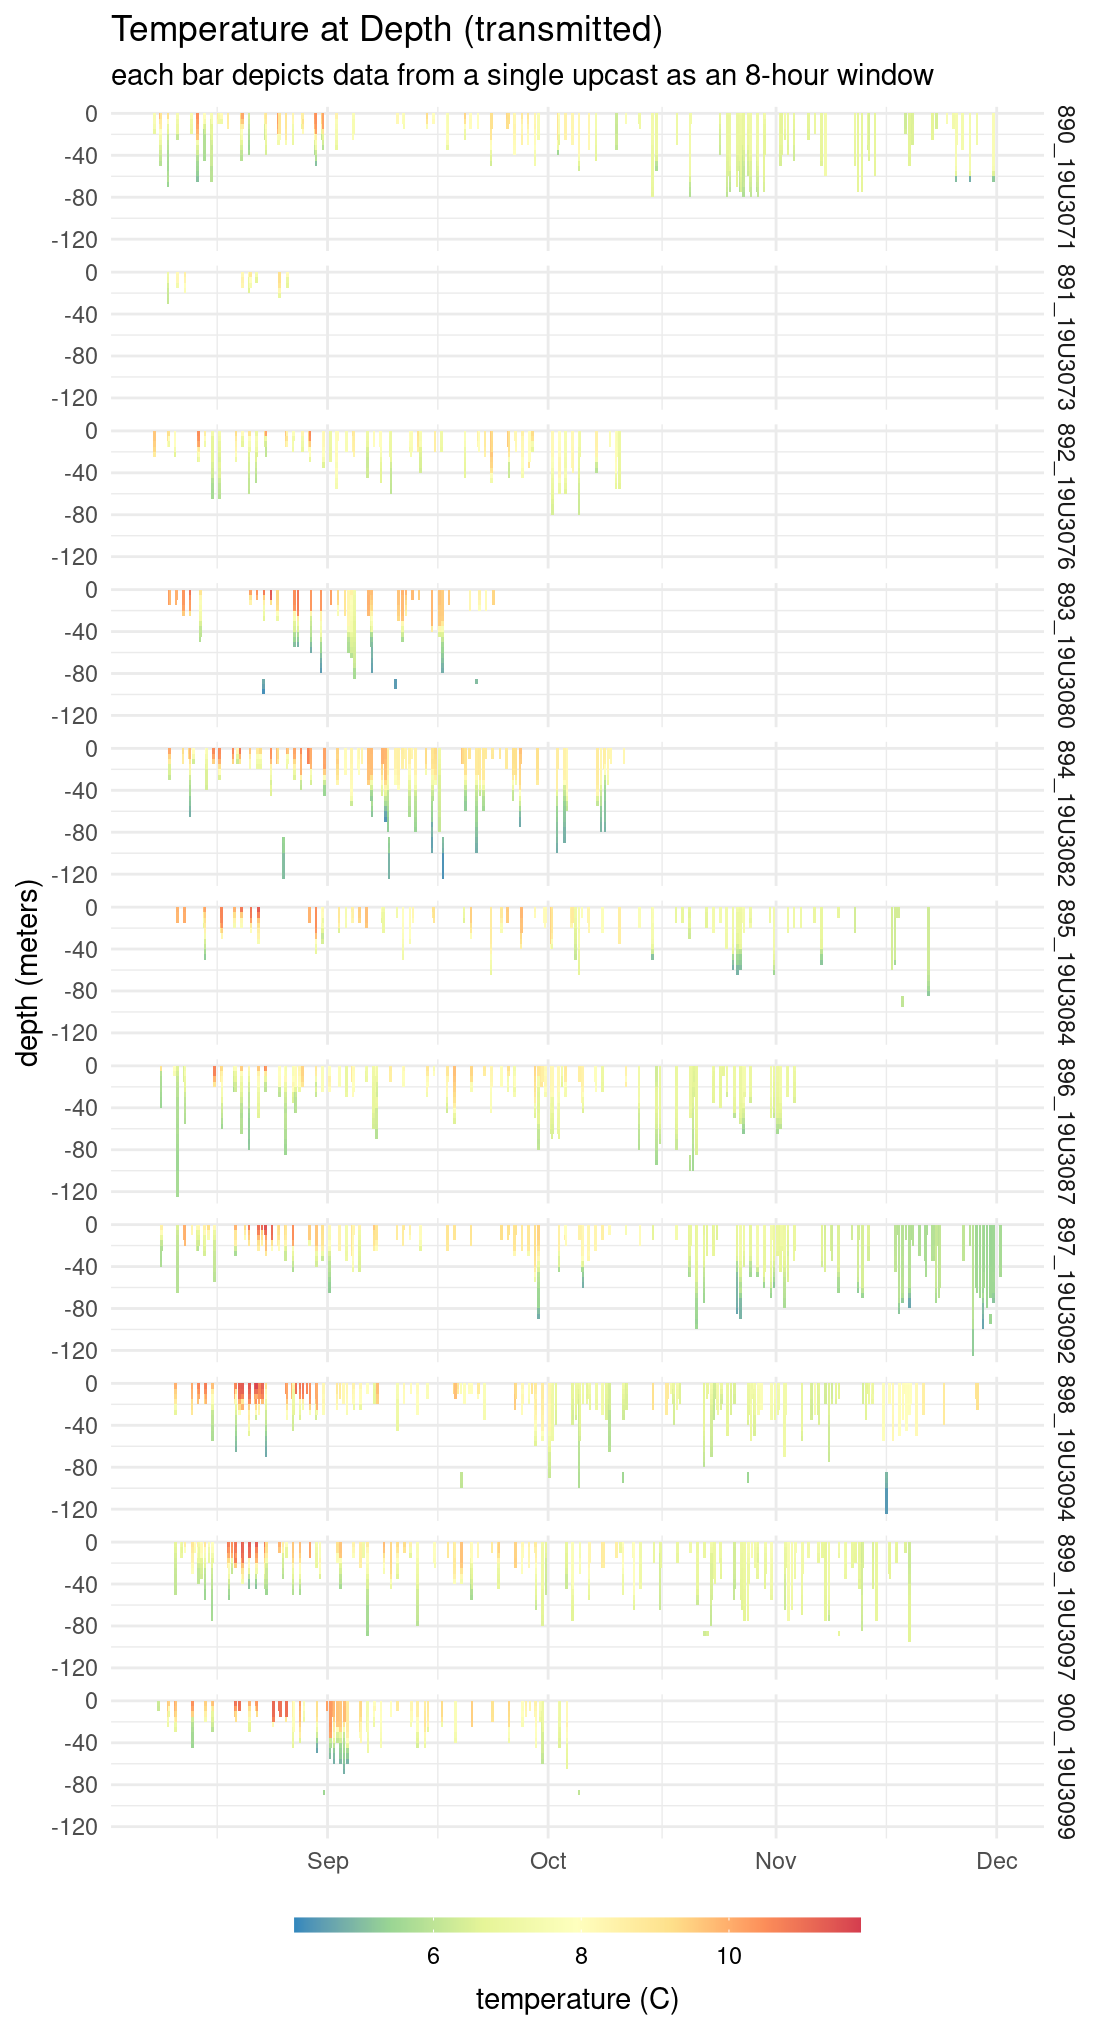 Temperature at Depth (transmitted)
each bar depicts data from a single upcast as an 8-hour window
0
-40
-80
-120
890_19U3071
0
-40
-80
-120
891_19U3073
0
-40
-80
-120
892_19U3076
0
-40
-80
-120
893_19U3080
0
-40
-80
-120
894_19U3082
depth (meters)
0
-40
-80
-120
895_19U3084
0
-40
-80
-120
896_19U3087
0
-40
-80
-120
897_19U3092
0
-40
-80
-120
898_19U3094
0
-40
-80
-120
899_19U3097
0
-40
-80
-120
900_19U3099
Sep Oct Nov Dec
6 8 10
temperature (C)